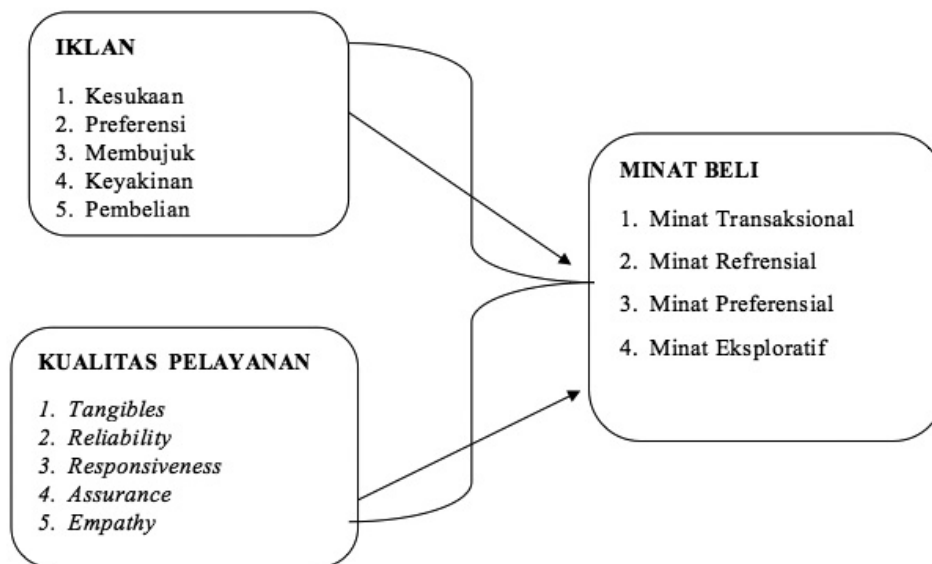 IKLAN
1. Kesukaan
2. Preferensi
3. Membujuk
4. Keyakinan
5. Pembelian
MINAT BELI
1. Minat Transaksional
2. Minat Refrensial
3. Minat Preferensial
4. Minat Eksploratif
KUALITAS PELAYANAN
1. Tangibles
2. Reliability
3. Responsiveness
4. Assurance
5. Empathy